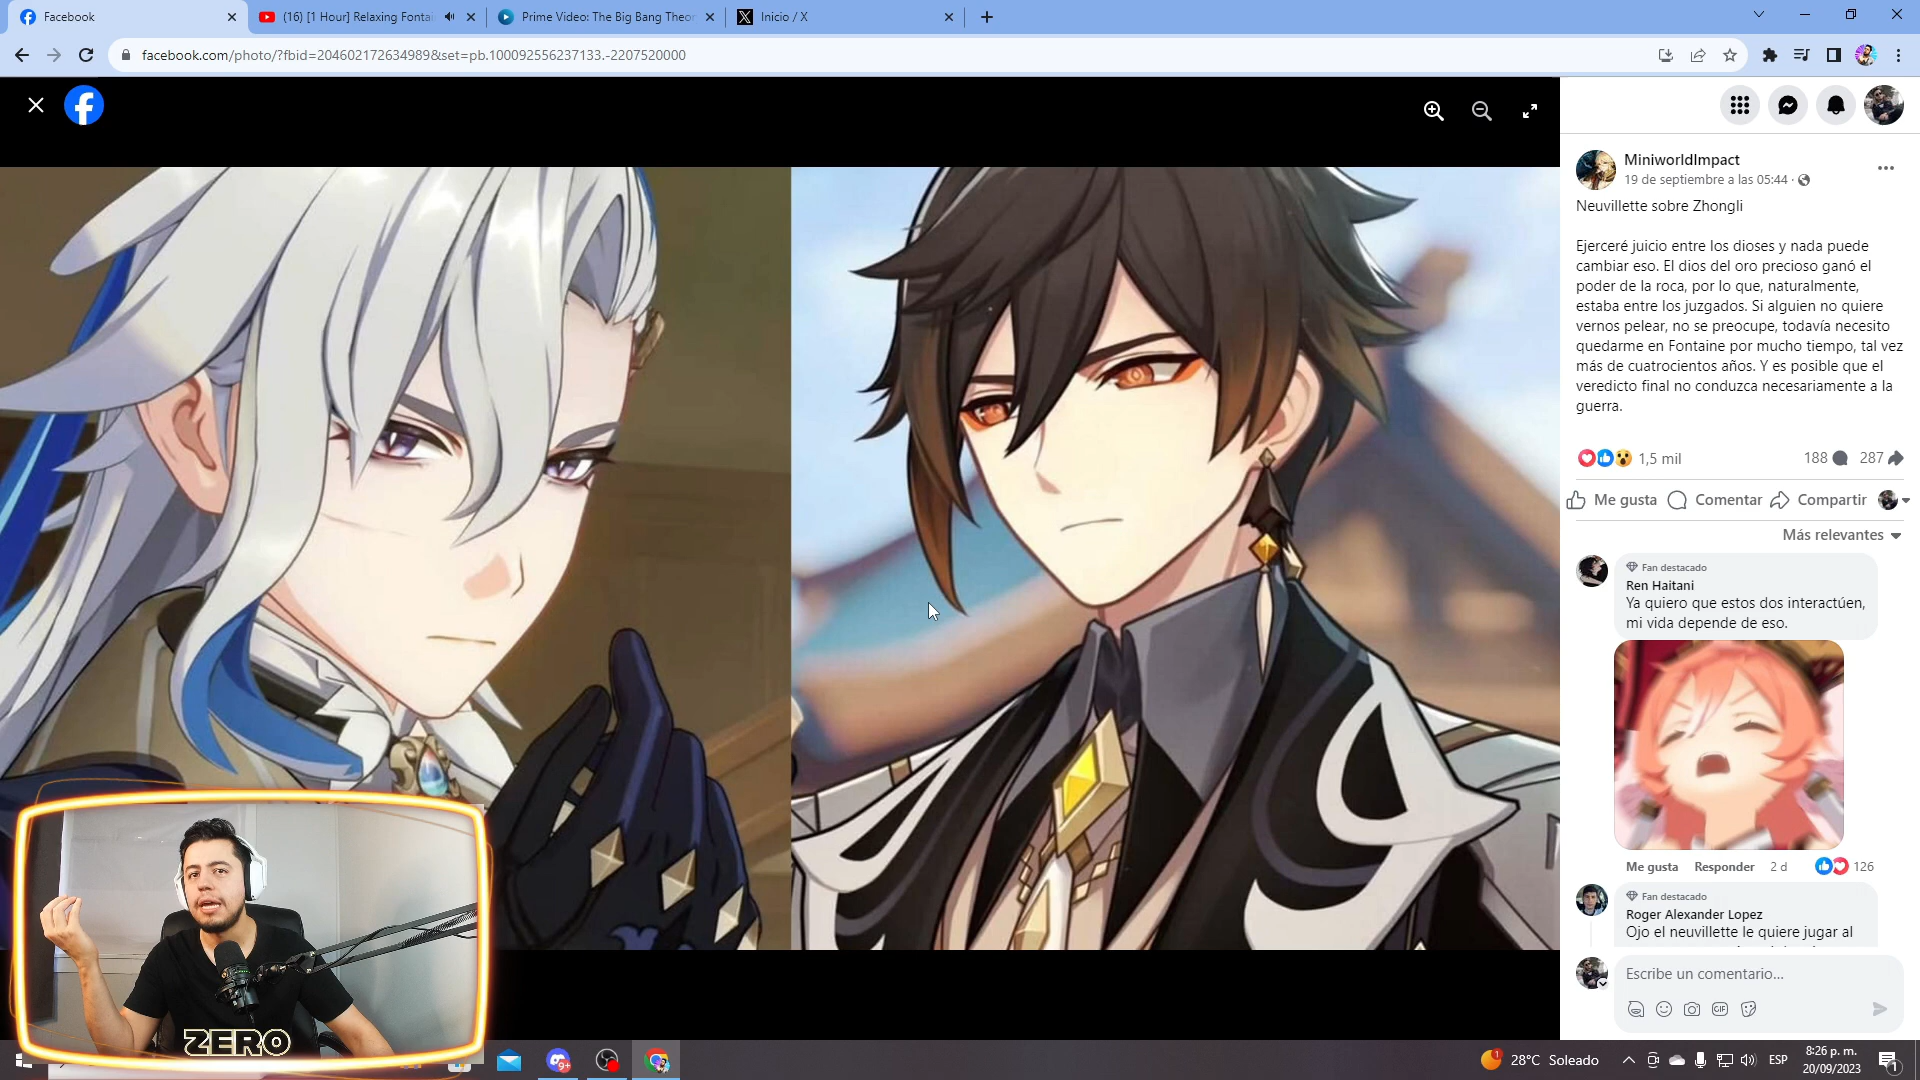 Facebook
(16) [1 Hour] Relaxing Fontai
Prime Video: The Big Bang Theor
Inicio / X
facebook.com/photo/?fbid=204602172634989&set=pb.100092556237133.-2207520000
MiniworldImpact
19 de septiembre a las 05:44 ·
Neuvillette sobre Zhongli
Ejerceré juicio entre los dioses y nada puede
cambiar eso. El dios del oro precioso ganó el
poder de la roca, por lo que, naturalmente,
estaba entre los juzgados. Si alguien no quiere
vernos pelear, no se preocupe, todavía necesito
quedarme en Fontaine por mucho tiempo, tal vez
más de cuatrocientos años. Y es posible que el
veredicto final no conduzca necesariamente a la
guerra.
1,5 mil
188
287
Me gusta
Comentar
Compartir
Más relevantes
Fan destacado
Ren Haitani
Ya quiero que estos dos interactúen,
mi vida depende de eso.
Me gusta Responder 2 d 126
Fan destacado
Roger Alexander Lopez
Ojo el neuvillette le quiere jugar al
Escribe un comentario...
GIF
ZERO
9+
1
28°C Soleado
ESP
8:26 p. m.
20/09/2023
1